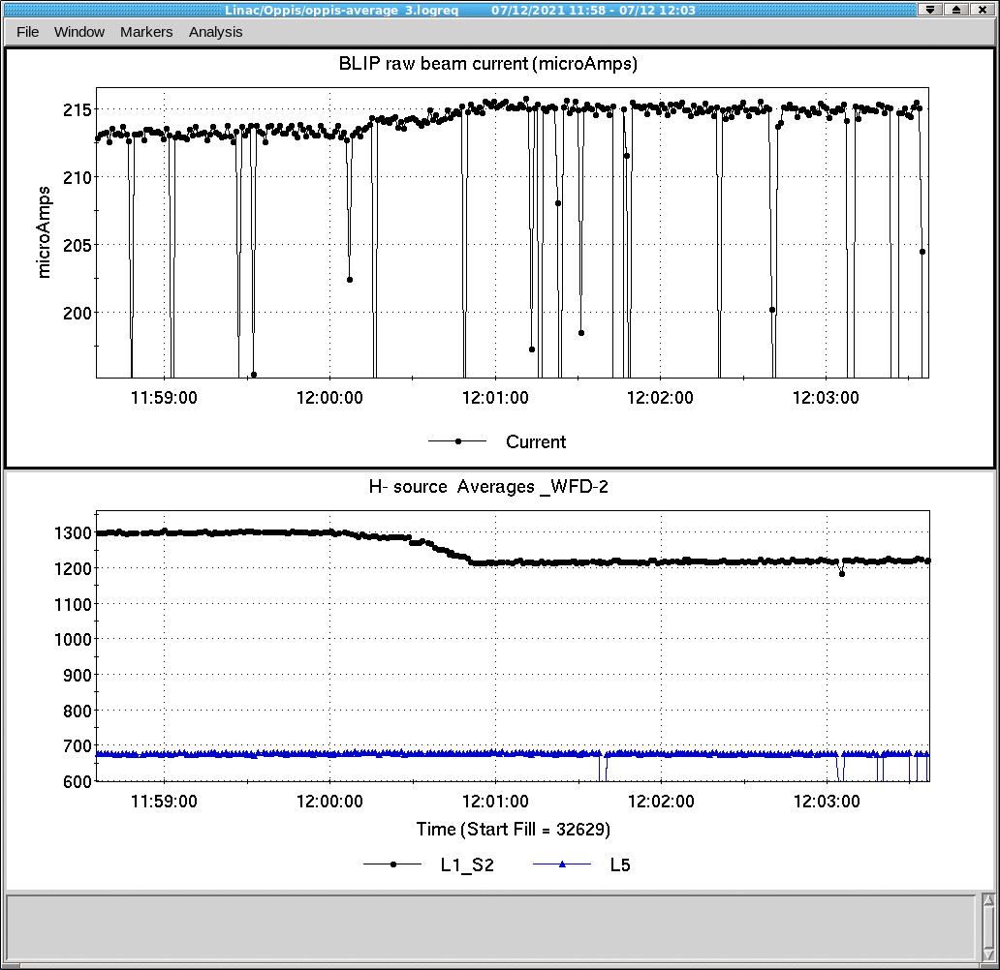 Linac/Oppis/oppis-average 3.logreq 07/12/2021 11:58 - 07/12 12:03
File Window Markers Analysis
BLIP raw beam current (microAmps)
215
210
205
200
microAmps
11:59:00 12:00:00 12:01:00 12:02:00 12:03:00
Current
H- source Averages _WFD-2
1300
1200
1100
1000
900
800
700
600
11:59:00 12:00:00 12:01:00 12:02:00 12:03:00
Time (Start Fill = 32629)
L1_S2 L5